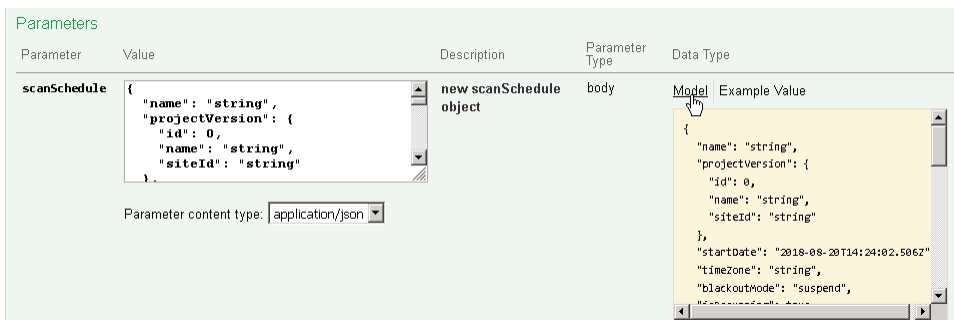 Parameters
Parameter Value Description Parameter Type Data Type
scanSchedule
{
"name": "string",
"projectVersion": {
"id": 0,
"name": "string",
"siteId": "string"
},
Parameter content type: application/json
new scanSchedule object
body
Model Example Value
{
"name": "string",
"projectVersion": {
"id": 0,
"name": "string",
"siteId": "string"
},
"startDate": "2018-08-20T14:24:02.506Z"
"timeZone": "string",
"blackoutMode": "suspend",